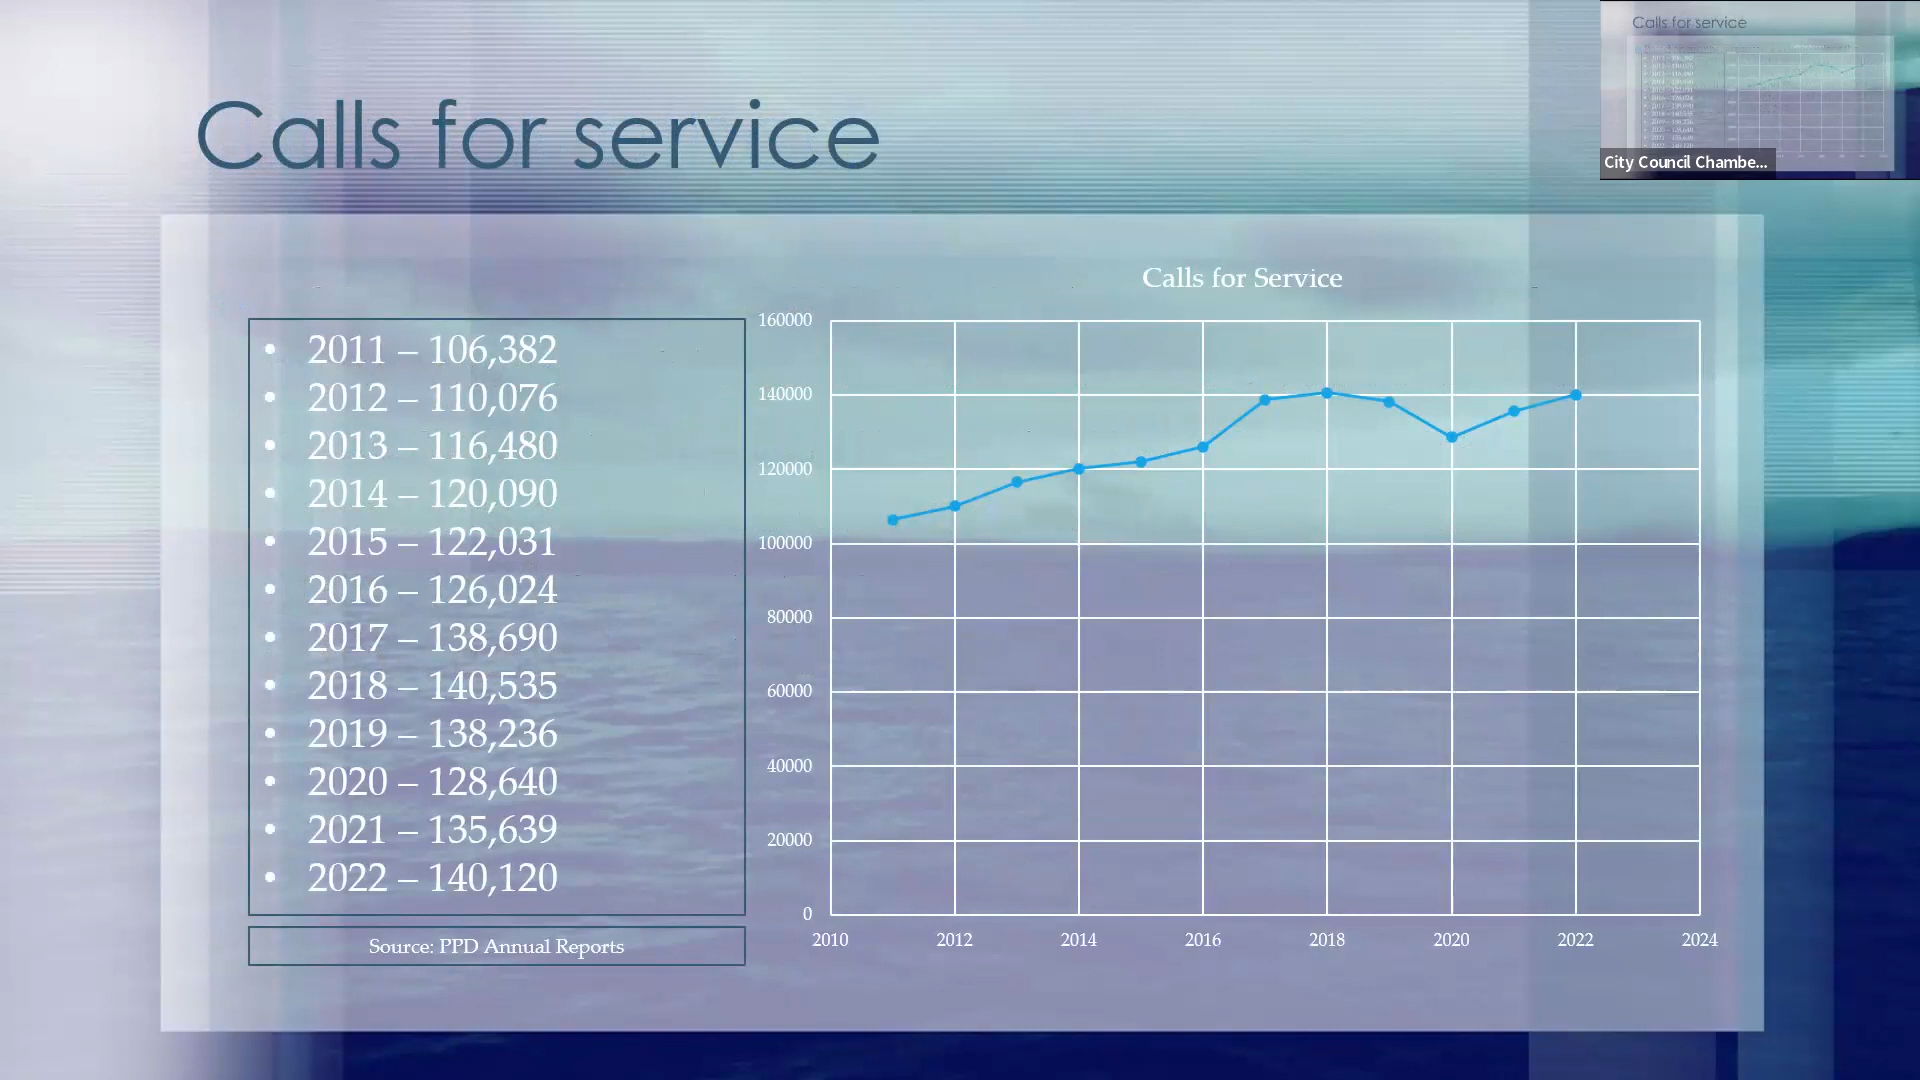 Calls for service
Calls for service
City Council Chambe...
• 2011 – 106,382
• 2012 – 110,076
• 2013 – 116,480
• 2014 – 120,090
• 2015 – 122,031
• 2016 – 126,024
• 2017 – 138,690
• 2018 – 140,535
• 2019 – 138,236
• 2020 – 128,640
• 2021 – 135,639
• 2022 – 140,120
Source: PPD Annual Reports
Calls for Service
160000
140000
120000
100000
80000
60000
40000
20000
0
2010 2012 2014 2016 2018 2020 2022 2024